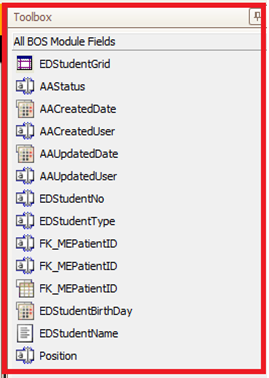 Toolbox
All BOS Module Fields
EDStudentGrid
AAStatus
AACreatedDate
AACreatedUser
AAUpdatedDate
AAUpdatedUser
EDStudentNo
EDStudentType
FK_MEPatientID
FK_MEPatientID
FK_MEPatientID
EDStudentBirthDay
EDStudentName
Position